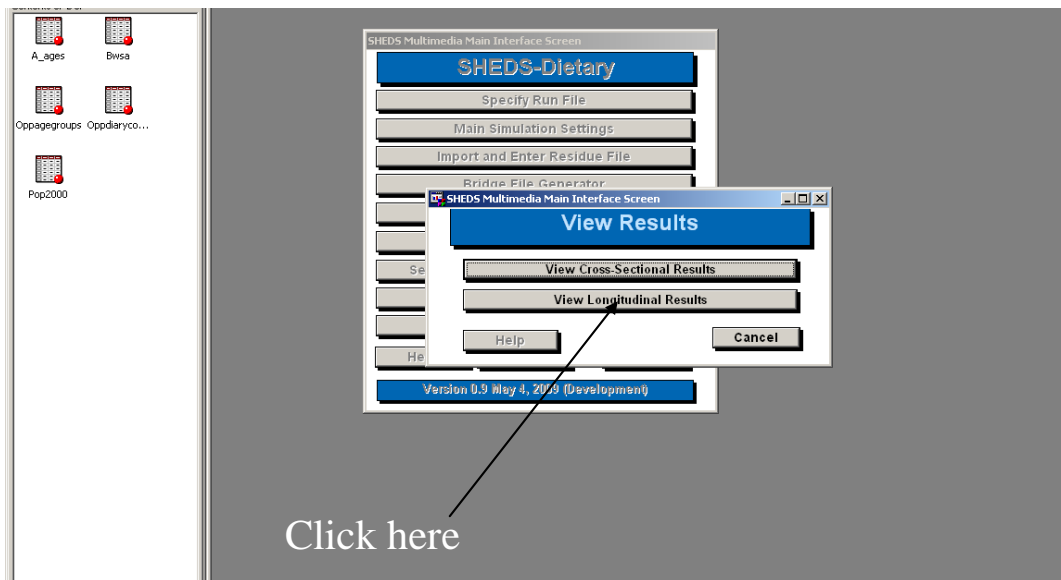 A_ages
Bwsa
Oppagegroups
Oppdiaryco...
Pop2000
SHEDS Multimedia Main Interface Screen
SHEDS-Dietary
Specify Run File
Main Simulation Settings
Import and Enter Residue File
Bridge File Generator
Se
He
Version 0.9 May 4, 2009 (Development)
SHEDS Multimedia Main Interface Screen
View Results
View Cross-Sectional Results
View Longitudinal Results
Help
Cancel
Click here